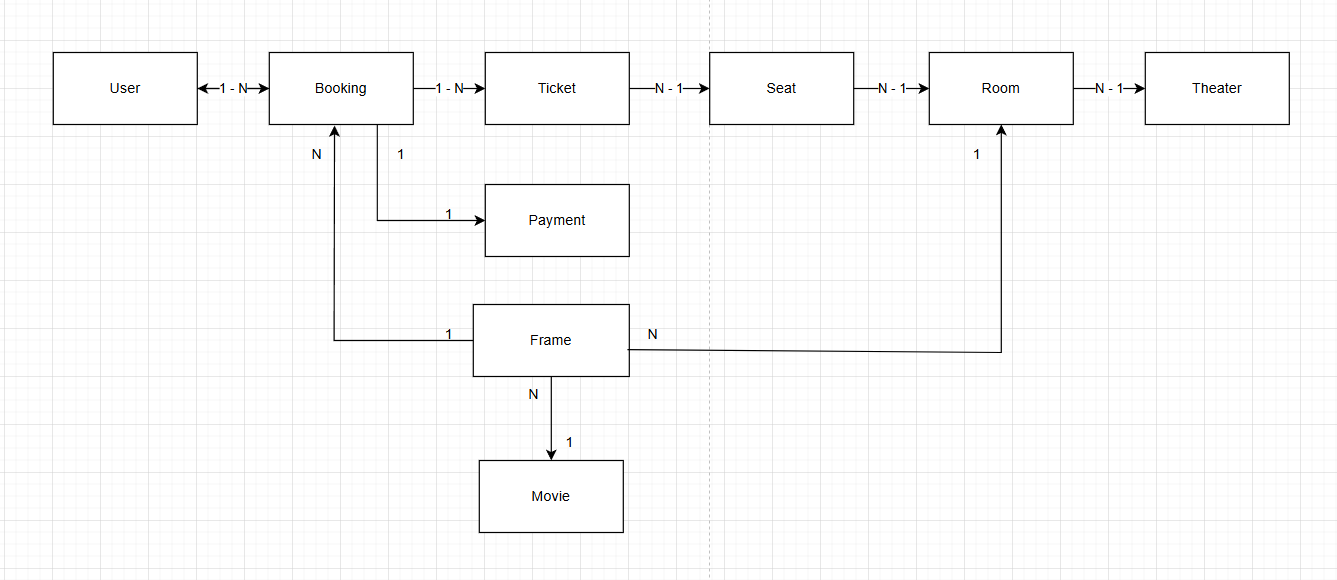 User
1 - N
Booking
1 - N
Ticket
N - 1
Seat
N - 1
Room
N - 1
Theater
N
1
1
1
Payment
1
Frame
N
N
1
Movie